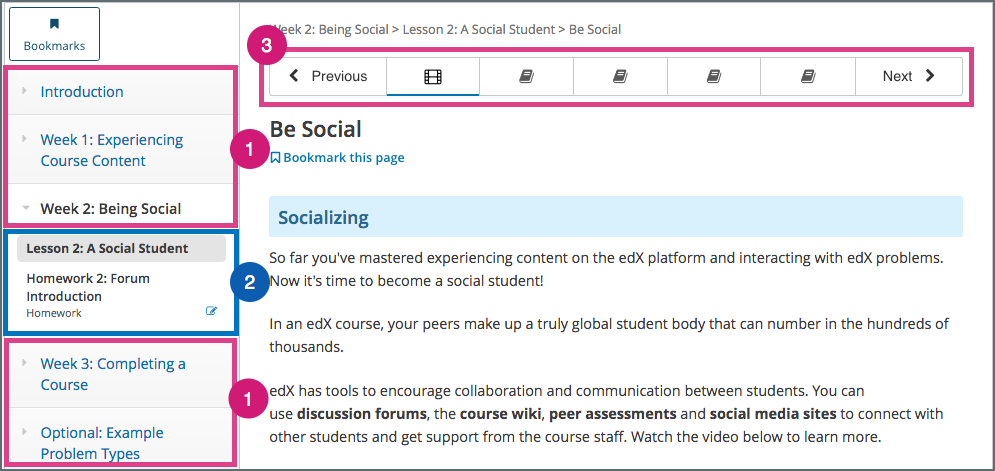 Bookmarks
Introduction
Week 1: Experiencing
Course Content
1
Week 2: Being Social
Lesson 2: A Social Student
Homework 2: Forum
Introduction
Homework
2
Week 3: Completing a
Course
1
Optional: Example
Problem Types
Week 2: Being Social > Lesson 2: A Social Student > Be Social
3
Previous
Next
Be Social
Bookmark this page
Socializing
So far you've mastered experiencing content on the edX platform and interacting with edX problems.
Now it's time to become a social student!
In an edX course, your peers make up a truly global student body that can number in the hundreds of
thousands.
edX has tools to encourage collaboration and communication between students. You can
use discussion forums, the course wiki, peer assessments and social media sites to connect with
other students and get support from the course staff. Watch the video below to learn more.